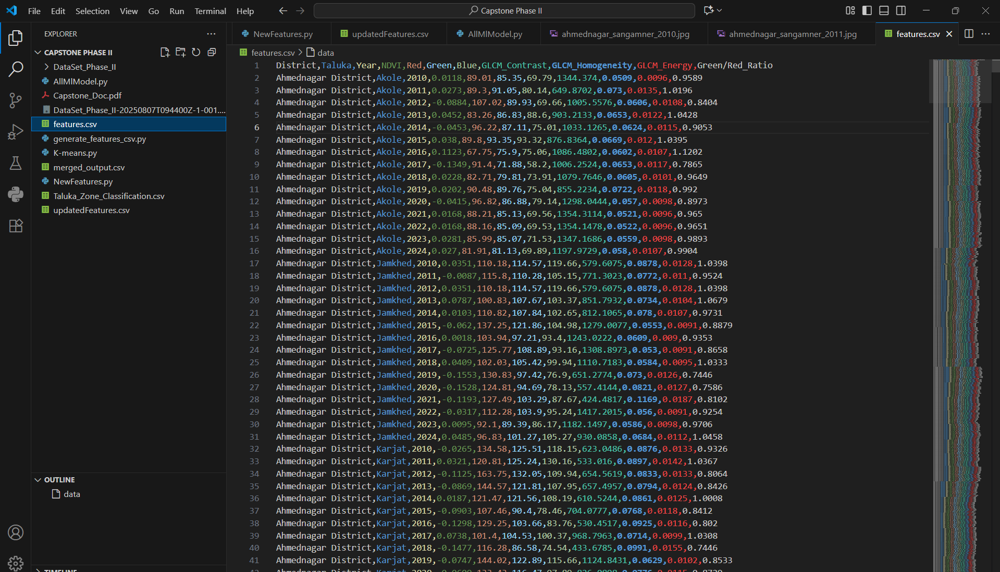 File Edit Selection View Go Run Terminal Help
Capstone Phase II
EXPLORER
CAPSTONE PHASE II
DataSet_Phase_II
AllMlModel.py
Capstone_Doc.pdf
DataSet_Phase_II-20250807T094400Z-1-001....
features.csv
generate_features_csv.py
K-means.py
merged_output.csv
NewFeatures.py
Taluka_Zone_Classification.csv
updatedFeatures.csv
OUTLINE
data
TIMELINE
NewFeatures.py updatedFeatures.csv AllMlModel.py ahmednagar_sangamner_2010.jpg ahmednagar_sangamner_2011.jpg features.csv
features.csv > data
1 District,Taluka,Year,NDVI,Red,Green,Blue,GLCM_Contrast,GLCM_Homogeneity,GLCM_Energy,Green/Red_Ratio
2 Ahmednagar District,Akole,2010,0.0118,89.01,85.35,69.79,1344.374,0.0509,0.0096,0.9589
3 Ahmednagar District,Akole,2011,0.0273,89.3,91.05,80.14,649.8702,0.073,0.0135,1.0196
4 Ahmednagar District,Akole,2012,-0.0884,107.02,89.93,69.66,1005.5576,0.0606,0.0108,0.8404
5 Ahmednagar District,Akole,2013,0.0452,83.26,86.83,88.6,903.2133,0.0653,0.0122,1.0428
6 Ahmednagar District,Akole,2014,-0.0453,96.22,87.11,75.01,1033.1265,0.0624,0.0115,0.9053
7 Ahmednagar District,Akole,2015,0.038,89.8,93.35,93.32,876.8364,0.0669,0.012,1.0395
8 Ahmednagar District,Akole,2016,0.1123,67.75,75.9,75.06,1086.4802,0.0602,0.0107,1.1202
9 Ahmednagar District,Akole,2017,-0.1349,91.4,71.88,58.2,1006.2524,0.0653,0.0117,0.7865
10 Ahmednagar District,Akole,2018,0.0228,82.71,79.81,73.91,1079.7646,0.0605,0.0101,0.9649
11 Ahmednagar District,Akole,2019,0.0202,90.48,89.76,75.04,855.2234,0.0722,0.0118,0.992
12 Ahmednagar District,Akole,2020,-0.0415,96.82,86.88,79.14,1298.0444,0.057,0.0098,0.8973
13 Ahmednagar District,Akole,2021,0.0168,88.21,85.13,69.56,1354.3114,0.0521,0.0096,0.965
14 Ahmednagar District,Akole,2022,0.0168,88.16,85.09,69.53,1354.1478,0.0522,0.0096,0.9651
15 Ahmednagar District,Akole,2023,0.0281,85.99,85.07,71.53,1347.1686,0.0559,0.0098,0.9893
16 Ahmednagar District,Akole,2024,0.027,81.91,81.13,69.89,1197.9729,0.058,0.0107,0.9904
17 Ahmednagar District,Jamkhed,2010,0.0351,110.18,114.57,119.66,579.6075,0.0878,0.0128,1.0398
18 Ahmednagar District,Jamkhed,2011,-0.0087,115.8,110.28,105.15,771.3023,0.0772,0.011,0.9524
19 Ahmednagar District,Jamkhed,2012,0.0351,110.18,114.57,119.66,579.6075,0.0878,0.0128,1.0398
20 Ahmednagar District,Jamkhed,2013,0.0787,100.83,107.67,103.37,851.7932,0.0734,0.0104,1.0679
21 Ahmednagar District,Jamkhed,2014,0.0103,110.82,107.84,102.65,812.1065,0.078,0.0107,0.9731
22 Ahmednagar District,Jamkhed,2015,-0.062,137.25,121.86,104.98,1279.0077,0.0553,0.0091,0.8879
23 Ahmednagar District,Jamkhed,2016,0.0018,103.94,97.21,93.4,1243.0222,0.0609,0.009,0.9353
24 Ahmednagar District,Jamkhed,2017,-0.0725,125.77,108.89,93.16,1308.8973,0.053,0.0091,0.8658
25 Ahmednagar District,Jamkhed,2018,0.0409,102.03,105.42,99.94,1110.7183,0.0584,0.0095,1.0333
26 Ahmednagar District,Jamkhed,2019,-0.1553,130.83,97.42,76.9,651.2774,0.073,0.0126,0.7446
27 Ahmednagar District,Jamkhed,2020,-0.1528,124.81,94.69,78.13,557.4144,0.0821,0.0127,0.7586
28 Ahmednagar District,Jamkhed,2021,-0.1193,127.49,103.29,87.67,424.4817,0.1169,0.0187,0.8102
29 Ahmednagar District,Jamkhed,2022,-0.0317,112.28,103.9,95.24,1417.2015,0.056,0.0091,0.9254
30 Ahmednagar District,Jamkhed,2023,0.0095,92.1,89.39,86.17,1182.1497,0.0586,0.0098,0.9706
31 Ahmednagar District,Jamkhed,2024,0.0485,96.83,101.27,105.27,930.0858,0.0684,0.0112,1.0458
32 Ahmednagar District,Karjat,2010,-0.0265,134.58,125.51,118.15,623.0486,0.0876,0.0133,0.9326
33 Ahmednagar District,Karjat,2011,0.0321,120.81,125.24,130.16,533.016,0.0897,0.0142,1.0367
34 Ahmednagar District,Karjat,2012,-0.1125,163.75,132.05,109.94,654.5619,0.0833,0.0133,0.8064
35 Ahmednagar District,Karjat,2013,-0.0869,144.57,121.81,107.95,657.4957,0.0794,0.0124,0.8426
36 Ahmednagar District,Karjat,2014,0.0187,121.47,121.56,108.19,610.5244,0.0861,0.0125,1.0008
37 Ahmednagar District,Karjat,2015,-0.0903,107.46,90.4,78.46,704.0777,0.0768,0.0118,0.8412
38 Ahmednagar District,Karjat,2016,-0.1298,129.25,103.66,83.76,530.4517,0.0925,0.0116,0.802
39 Ahmednagar District,Karjat,2017,0.0738,101.4,104.53,100.37,968.7963,0.0714,0.0099,1.0308
40 Ahmednagar District,Karjat,2018,-0.1477,116.28,86.58,74.54,433.6785,0.0991,0.0155,0.7446
41 Ahmednagar District,Karjat,2019,-0.0747,144.02,122.89,115.66,1124.8431,0.0629,0.0102,0.8533